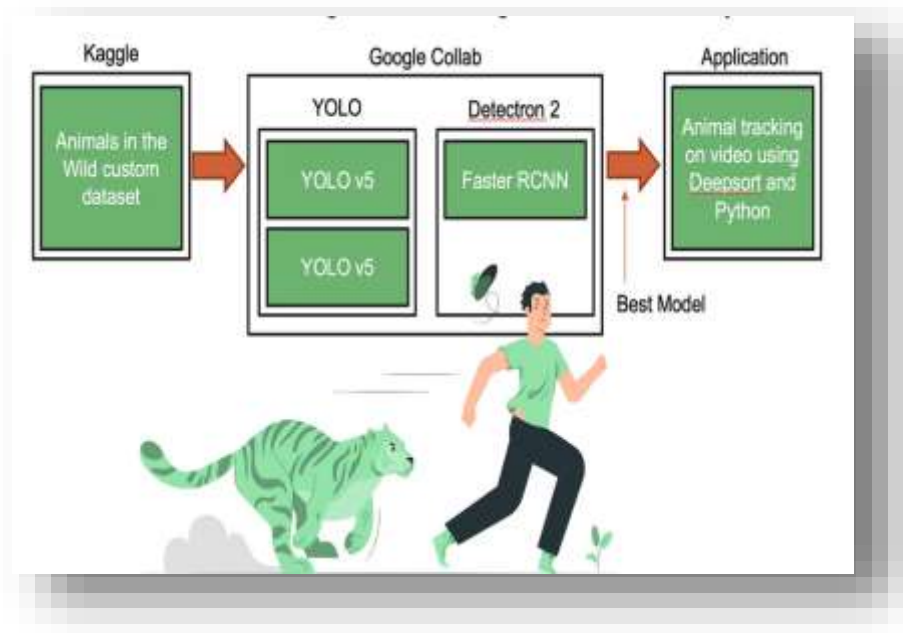 Kaggle
Animals in the
Wild custom
dataset
Google Collab
YOLO
YOLO v5
YOLO v5
Detectron 2
Faster RCNN
Best Model
Application
Animal tracking
on video using
Deepsort and
Python